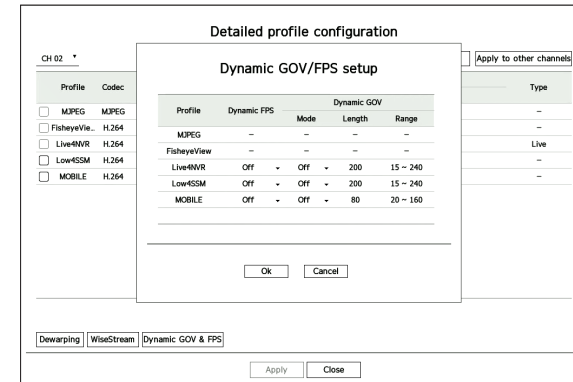 Detailed profile configuration
CH 02
Apply to other channels
Profile Codec Type
MJPEG MJPEG –
FisheyeVie... H.264 –
Live4NVR H.264 Live
Low4SSM H.264 –
MOBILE H.264 –
Dynamic GOV/FPS setup
Profile Dynamic FPS Dynamic GOV
Mode Length Range
MJPEG – – – –
FisheyeView – – – –
Live4NVR Off Off 200 15 ~ 240
Low4SSM Off Off 200 15 ~ 240
MOBILE Off Off 80 20 ~ 160
Ok Cancel
Dewarping WiseStream Dynamic GOV & FPS
Apply Close